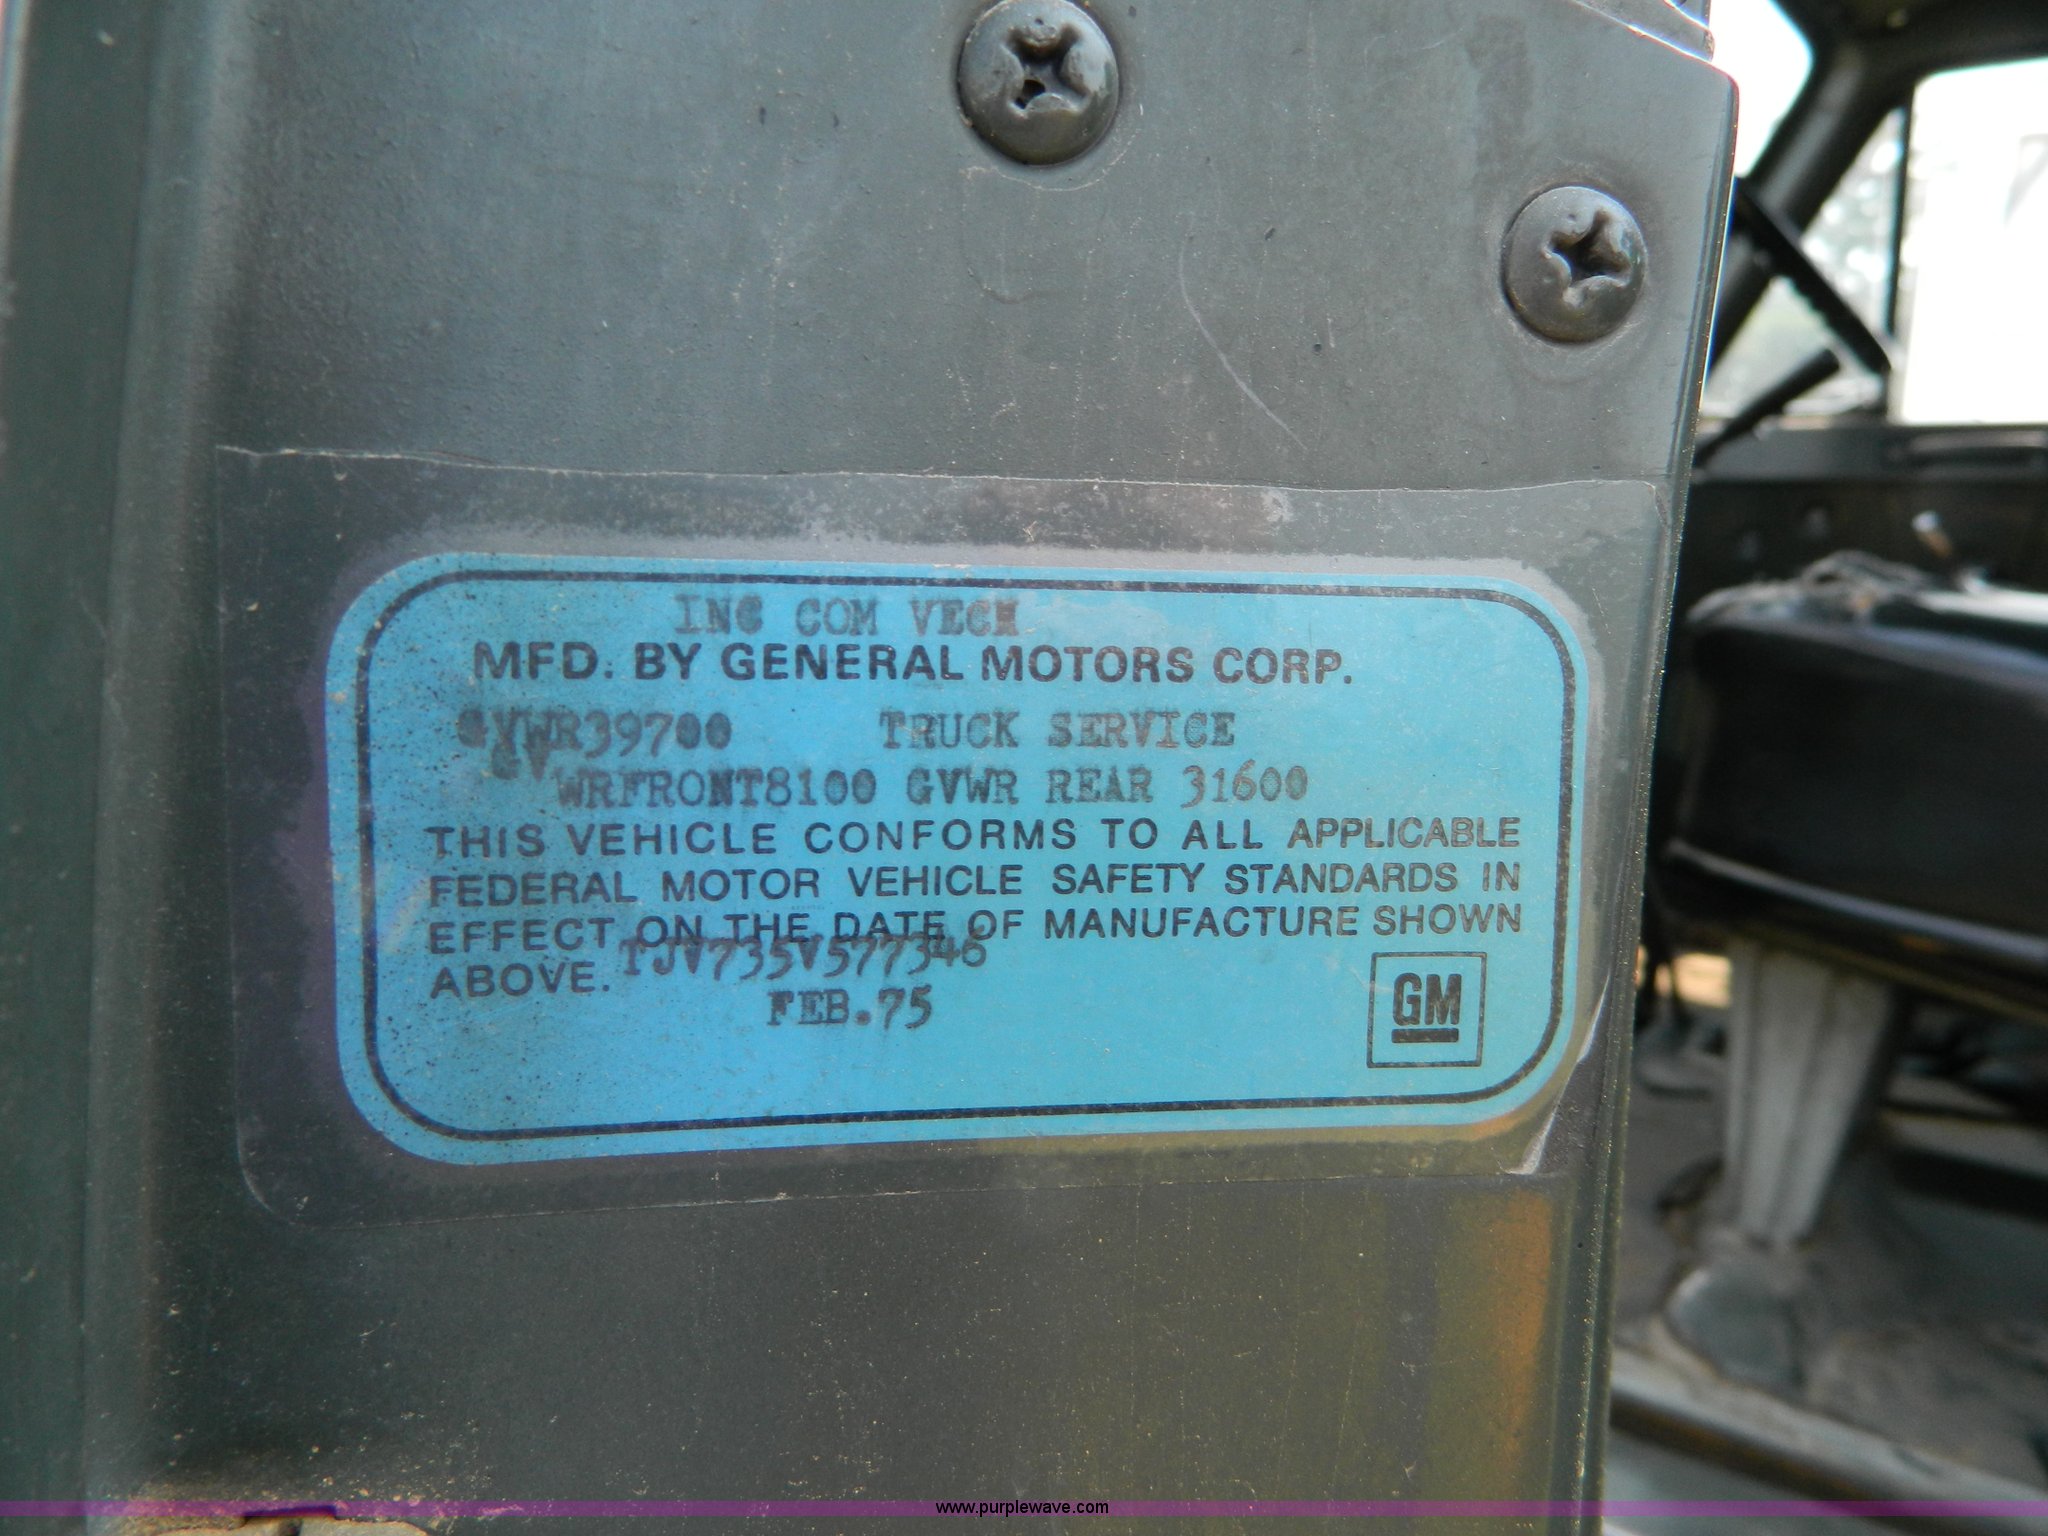 INC COM VECH
MFD. BY GENERAL MOTORS CORP.
GVWR39700 TRUCK SERVICE
GVWRFRONT8100 GVWR REAR 31600
THIS VEHICLE CONFORMS TO ALL APPLICABLE
FEDERAL MOTOR VEHICLE SAFETY STANDARDS IN
EFFECT ON THE DATE OF MANUFACTURE SHOWN
ABOVE. TJV735V577346
FEB.75
GM
www.purplewave.com